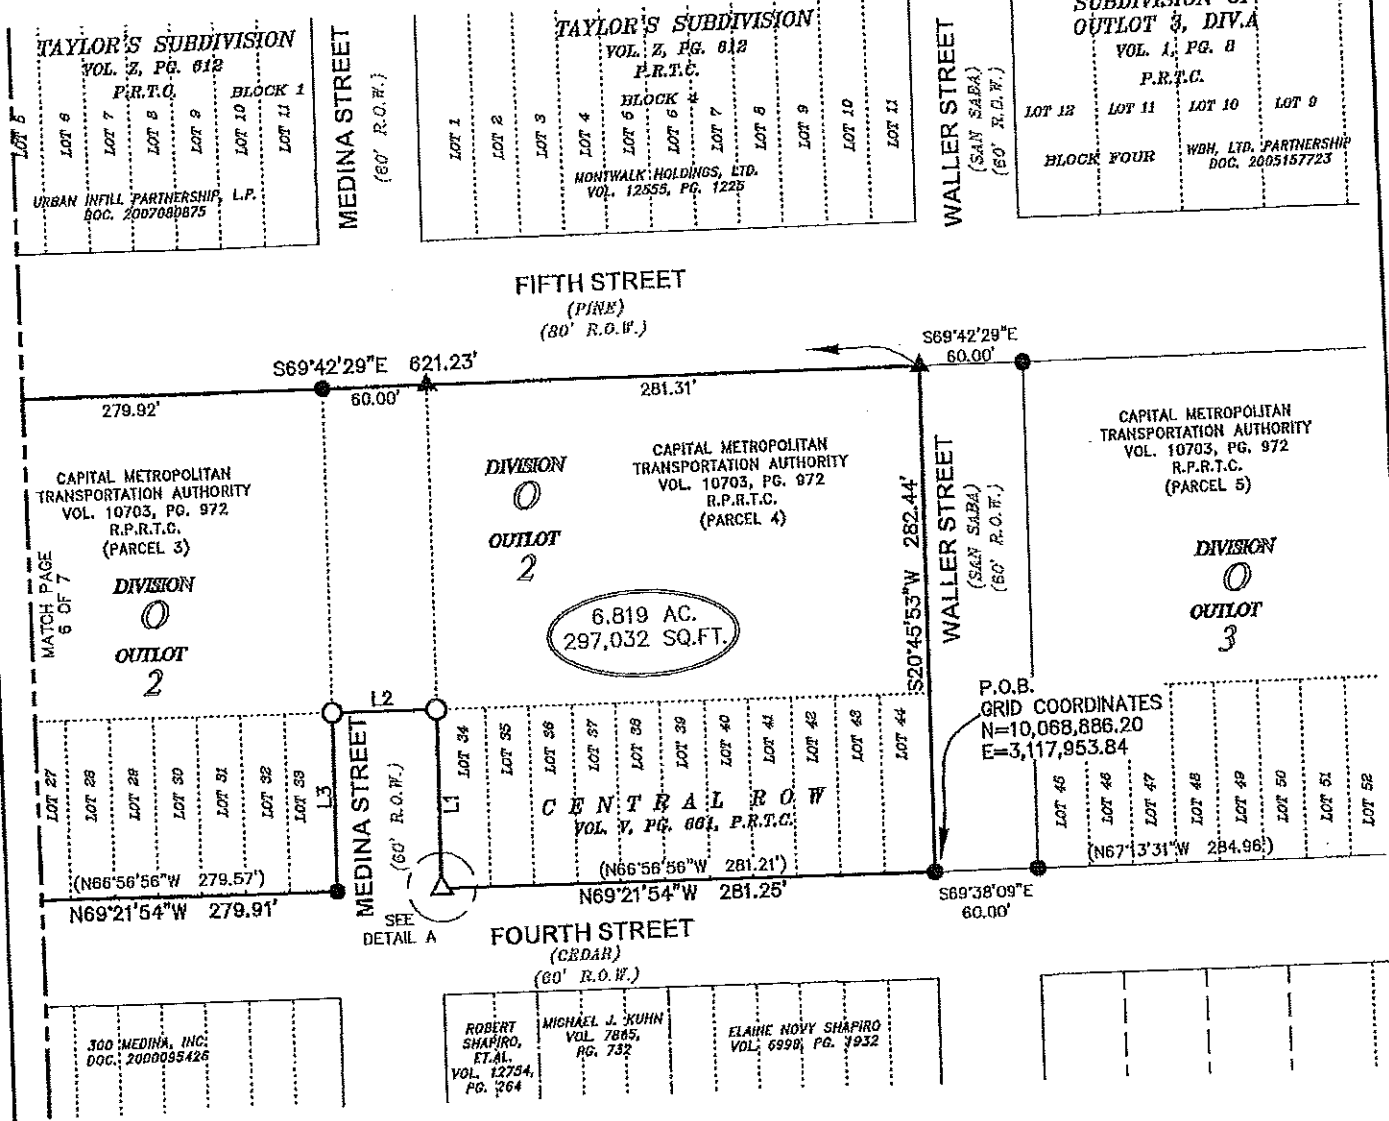 TAYLOR'S SUBDIVISION
VOL. Z, PG. 612
P.R.T.C.
BLOCK 1
LOT 5
LOT 6
LOT 7
LOT 8
LOT 9
LOT 10
LOT 11
URBAN INFILL PARTNERSHIP, L.P.
DOC. 2007080875
MEDINA STREET
(60' R.O.W.)
TAYLOR'S SUBDIVISION
VOL. Z, PG. 612
P.R.T.C.
BLOCK 4
LOT 1
LOT 2
LOT 3
LOT 4
LOT 5
LOT 6
LOT 7
LOT 8
LOT 9
LOT 10
LOT 11
MONTWALK HOLDINGS, LTD.
VOL. 12555, PG. 1225
WALLER STREET
(SAN SABA)
(60' R.O.W.)
SUBDIVISION OF
OUTLOT 3, DIV.A
VOL. 1, PG. 8
P.R.T.C.
LOT 12
LOT 11
LOT 10
LOT 9
BLOCK FOUR
WBH, LTD. PARTNERSHIP
DOC. 2005157723
FIFTH STREET
(PINE)
(80' R.O.W.)
S69°42'29"E 621.23'
S69°42'29"E
60.00'
279.92'
60.00'
281.31'
CAPITAL METROPOLITAN
TRANSPORTATION AUTHORITY
VOL. 10703, PG. 972
R.P.R.T.C.
(PARCEL 3)
DIVISION
O
OUTLOT
2
MATCH PAGE
6 OF 7
DIVISION
O
OUTLOT
2
CAPITAL METROPOLITAN
TRANSPORTATION AUTHORITY
VOL. 10703, PG. 972
R.P.R.T.C.
(PARCEL 4)
6.819 AC.
297,032 SQ.FT.
S20°45'53"W 282.44'
WALLER STREET
(SAN SABA)
(60' R.O.W.)
CAPITAL METROPOLITAN
TRANSPORTATION AUTHORITY
VOL. 10703, PG. 972
R.P.R.T.C.
(PARCEL 5)
DIVISION
O
OUTLOT
3
P.O.B.
GRID COORDINATES
N=10,068,886.20
E=3,117,953.84
L2
L3
L1
LOT 27
LOT 28
LOT 29
LOT 30
LOT 31
LOT 32
LOT 33
MEDINA STREET
(60' R.O.W.)
LOT 34
LOT 35
LOT 36
LOT 37
LOT 38
LOT 39
LOT 40
LOT 41
LOT 42
LOT 43
LOT 44
CENTRAL ROW
VOL. V, PG. 661, P.R.T.C.
LOT 45
LOT 46
LOT 47
LOT 48
LOT 49
LOT 50
LOT 51
LOT 52
(N66°56'56"W 279.57')
N69°21'54"W 279.91'
(N66°56'56"W 281.21')
N69°21'54"W 281.25'
(N67°13'31"W 284.96')
S69°38'09"E
60.00'
SEE
DETAIL A
FOURTH STREET
(CEDAR)
(60' R.O.W.)
300 MEDINA, INC.
DOC. 2000095426
ROBERT
SHAPIRO,
ET.AL.
VOL. 12754,
PG. 264
MICHAEL J. KUHN
VOL. 7865,
PG. 732
ELAINE NOVY SHAPIRO
VOL. 6998, PG. 1932